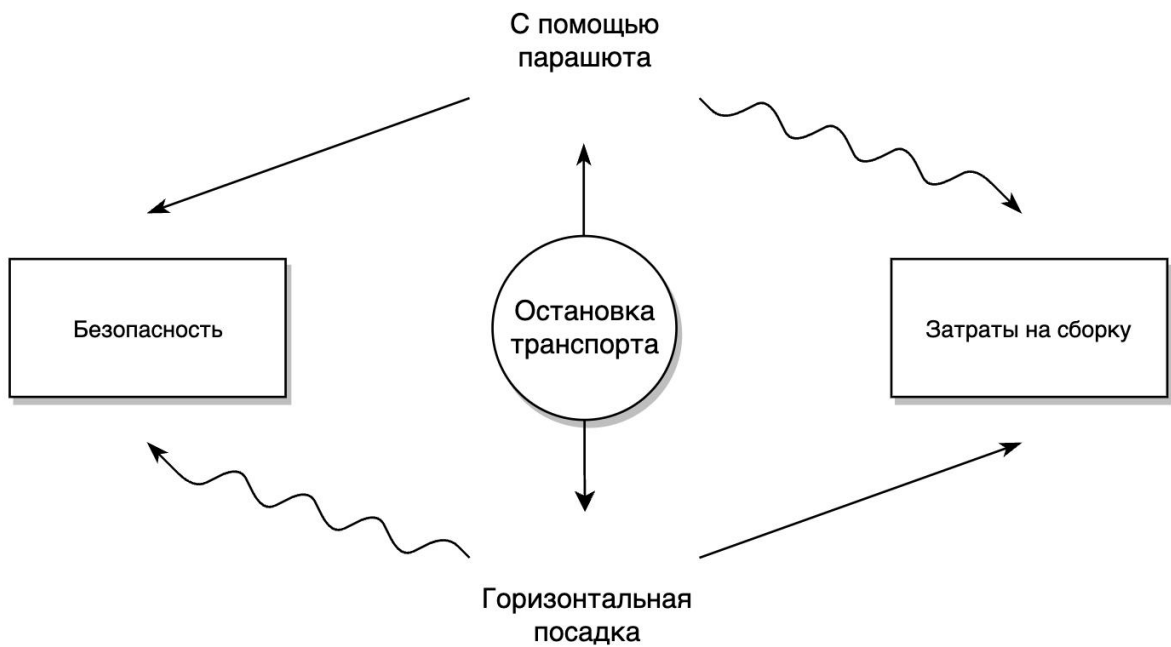 С помощью
парашюта
Безопасность
Остановка
транспорта
Затраты на сборку
Горизонтальная
посадка